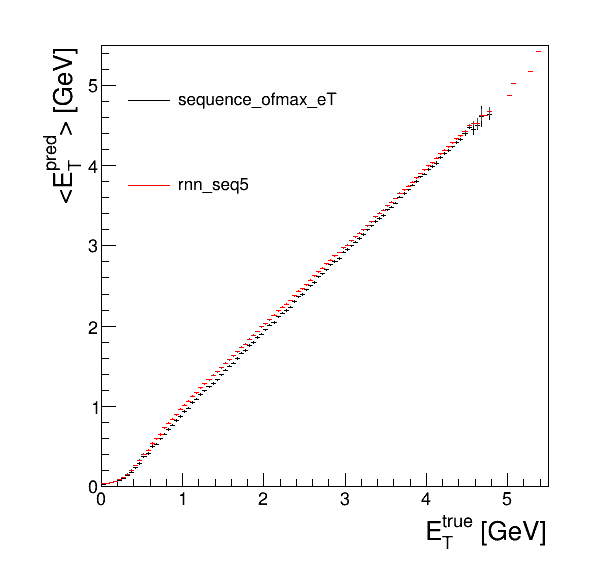 <E_T^pred> [GeV]
5
4
3
2
1
0
sequence_ofmax_eT
rnn_seq5
0 1 2 3 4 5
E_T^true [GeV]